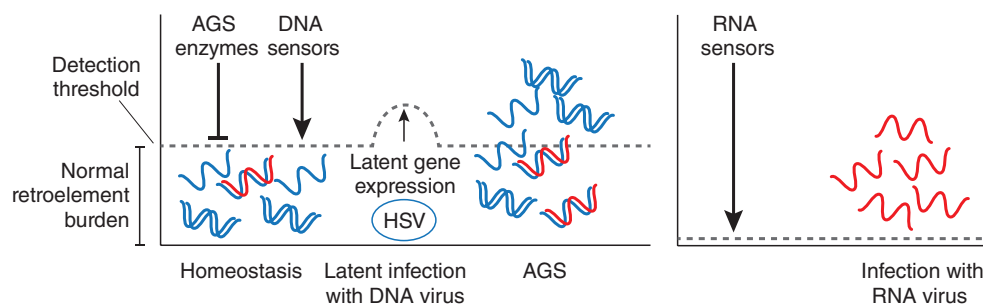 AGS
enzymes
DNA
sensors
RNA
sensors
Detection
threshold
Normal
retroelement
burden
Latent gene
expression
HSV
Homeostasis
Latent infection
with DNA virus
AGS
Infection with
RNA virus